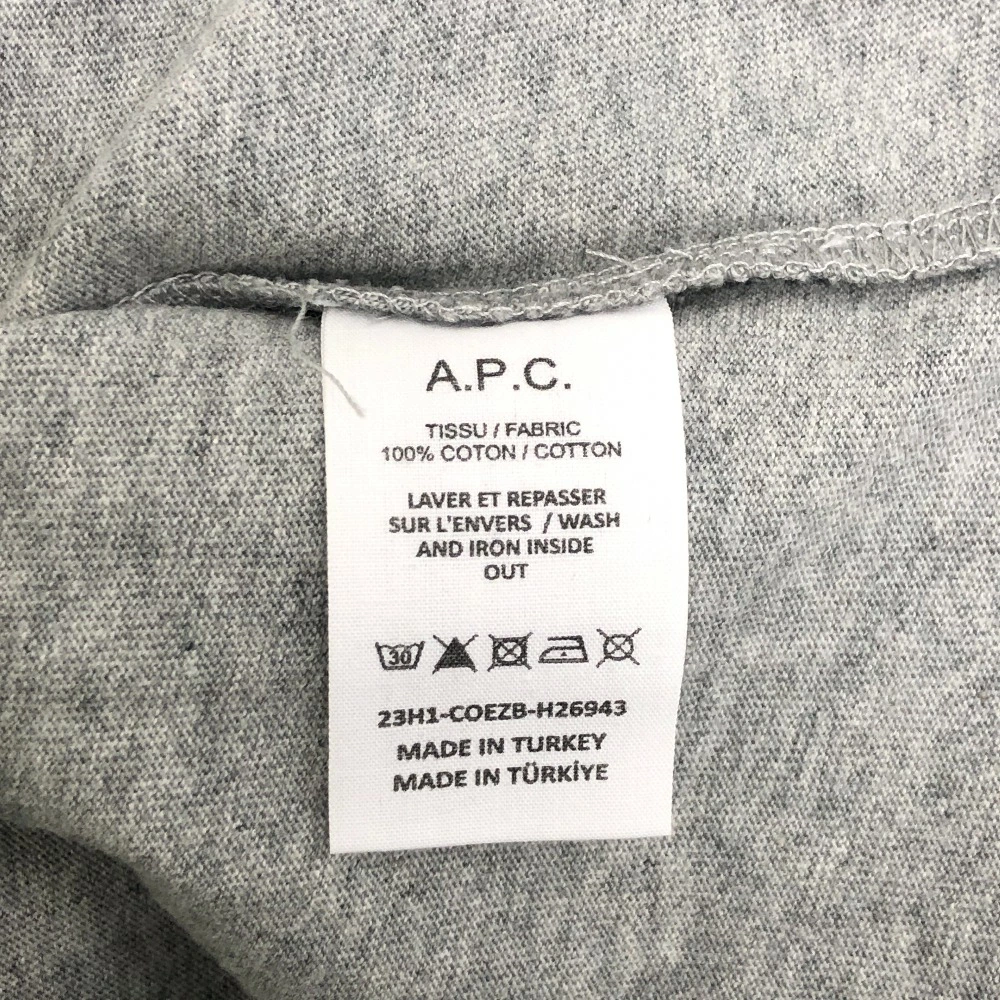 A.P.C.
TISSU / FABRIC
100% COTON / COTTON
LAVER ET REPASSER
SUR L'ENVERS / WASH
AND IRON INSIDE
OUT
30
23H1-COEZB-H26943
MADE IN TURKEY
MADE IN TÜRKİYE